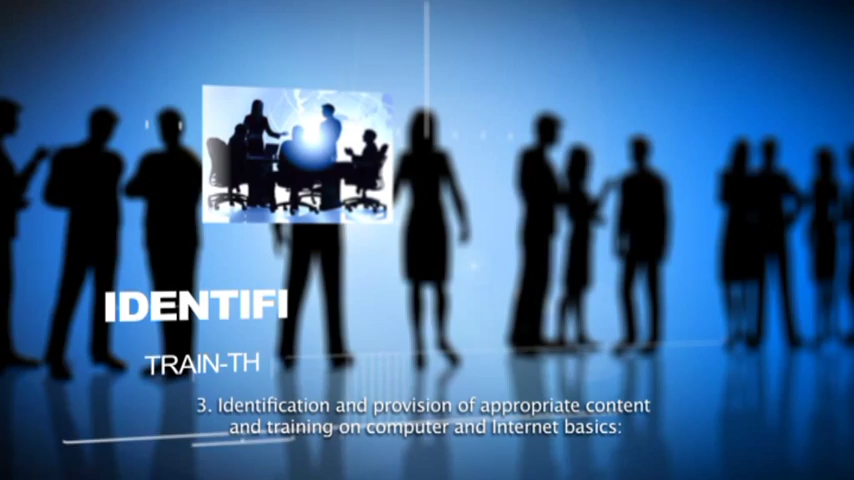 IDENTIFI
TRAIN-TH
3. Identification and provision of appropriate content
and training on computer and Internet basics: